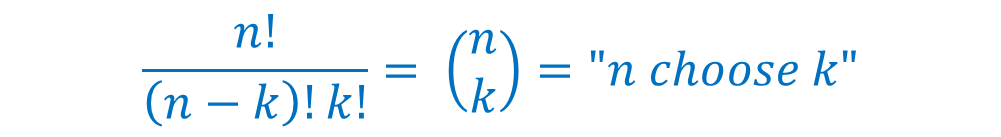 n! / (n − k)! k! = (n k) = "n choose k"